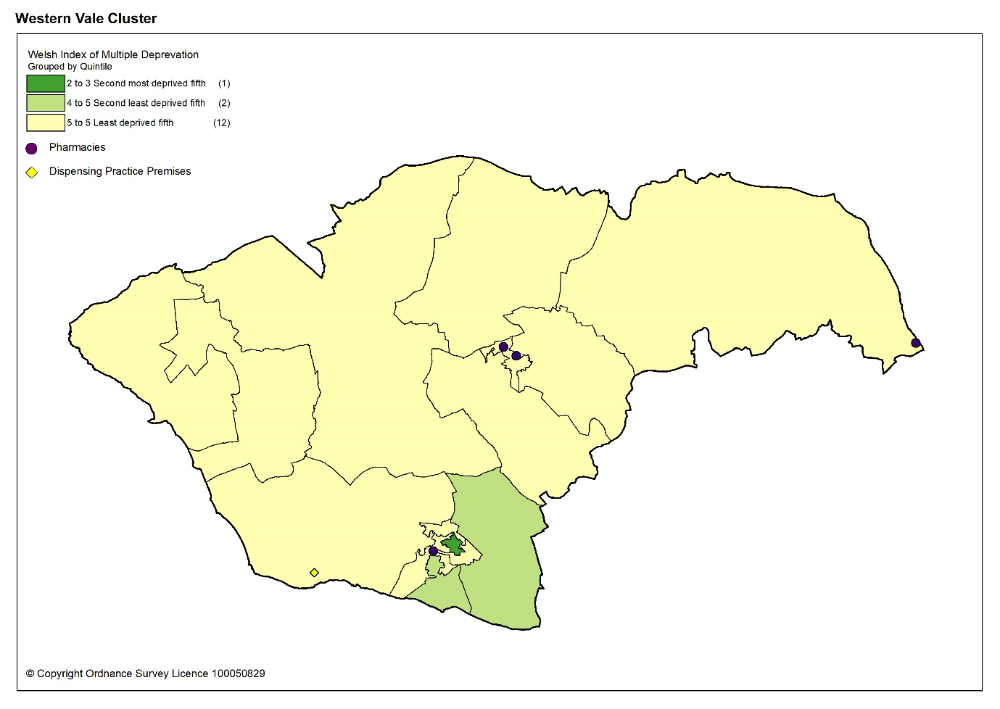 Western Vale Cluster
Welsh Index of Multiple Deprevation
Grouped by Quintile
2 to 3 Second most deprived fifth (1)
4 to 5 Second least deprived fifth (2)
5 to 5 Least deprived fifth (12)
Pharmacies
Dispensing Practice Premises
© Copyright Ordnance Survey Licence 100050829